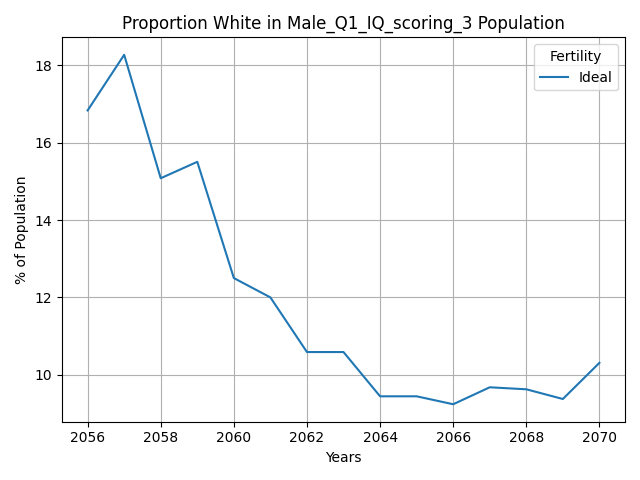 Proportion White in Male_Q1_IQ_scoring_3 Population
Fertility
Ideal
% of Population
18
16
14
12
10
2056 2058 2060 2062 2064 2066 2068 2070
Years